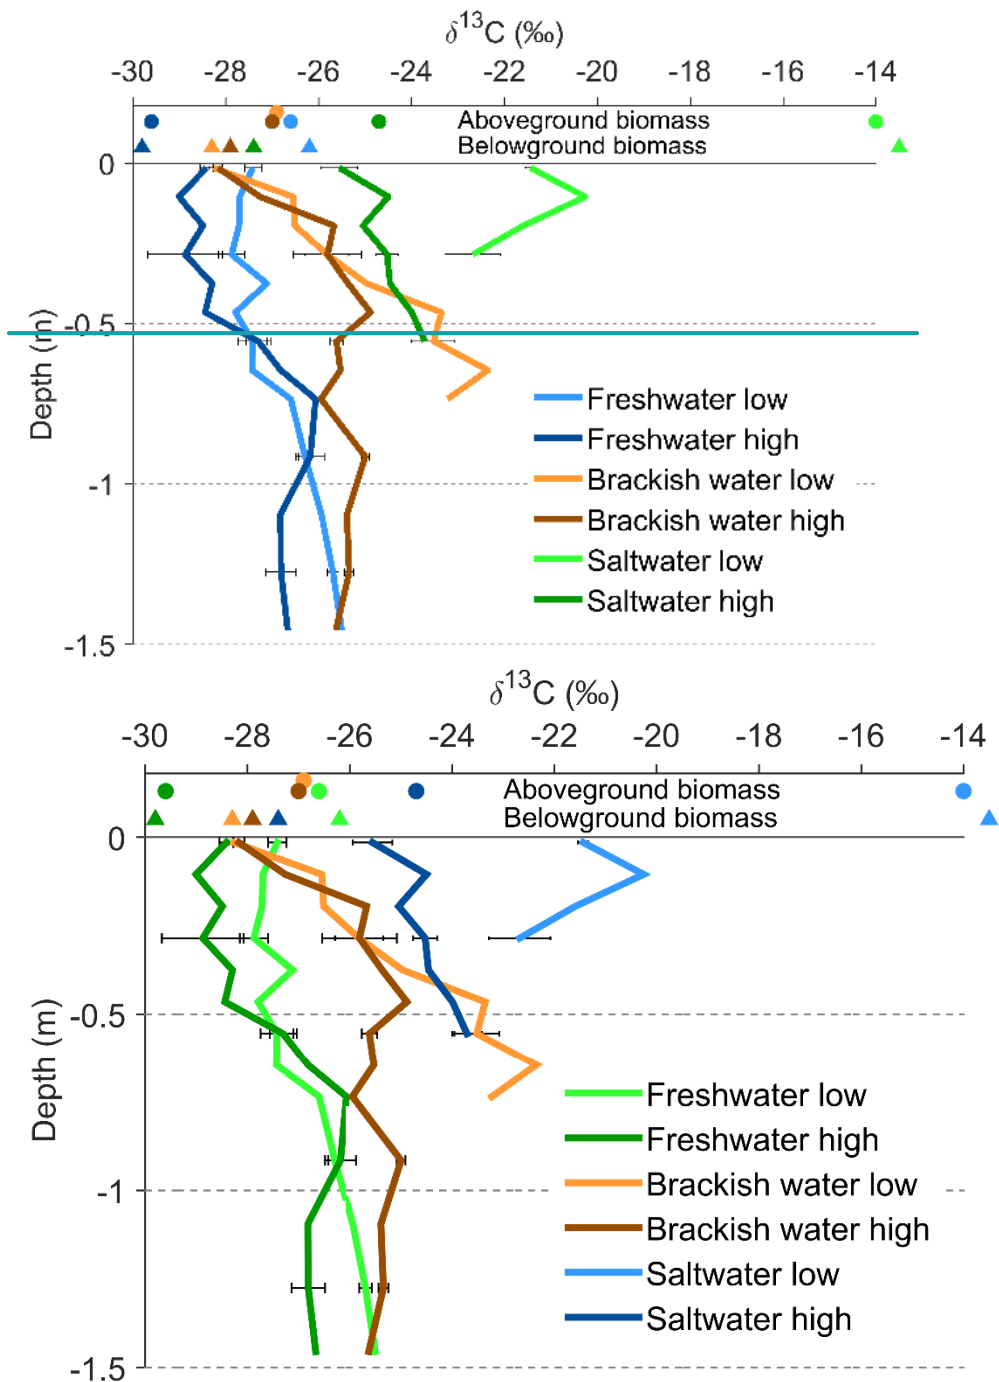 δ¹³C (‰)
-30 -28 -26 -24 -22 -20 -18 -16 -14
Aboveground biomass
Belowground biomass
0
-0.5
-1
-1.5
Depth (m)
Freshwater low
Freshwater high
Brackish water low
Brackish water high
Saltwater low
Saltwater high
δ¹³C (‰)
-30 -28 -26 -24 -22 -20 -18 -16 -14
Aboveground biomass
Belowground biomass
0
-0.5
-1
-1.5
Depth (m)
Freshwater low
Freshwater high
Brackish water low
Brackish water high
Saltwater low
Saltwater high